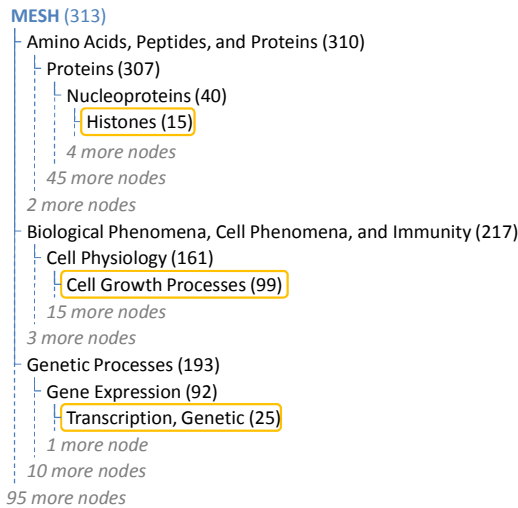 MESH (313)
Amino Acids, Peptides, and Proteins (310)
Proteins (307)
Nucleoproteins (40)
Histones (15)
4 more nodes
45 more nodes
2 more nodes
Biological Phenomena, Cell Phenomena, and Immunity (217)
Cell Physiology (161)
Cell Growth Processes (99)
15 more nodes
3 more nodes
Genetic Processes (193)
Gene Expression (92)
Transcription, Genetic (25)
1 more node
10 more nodes
95 more nodes